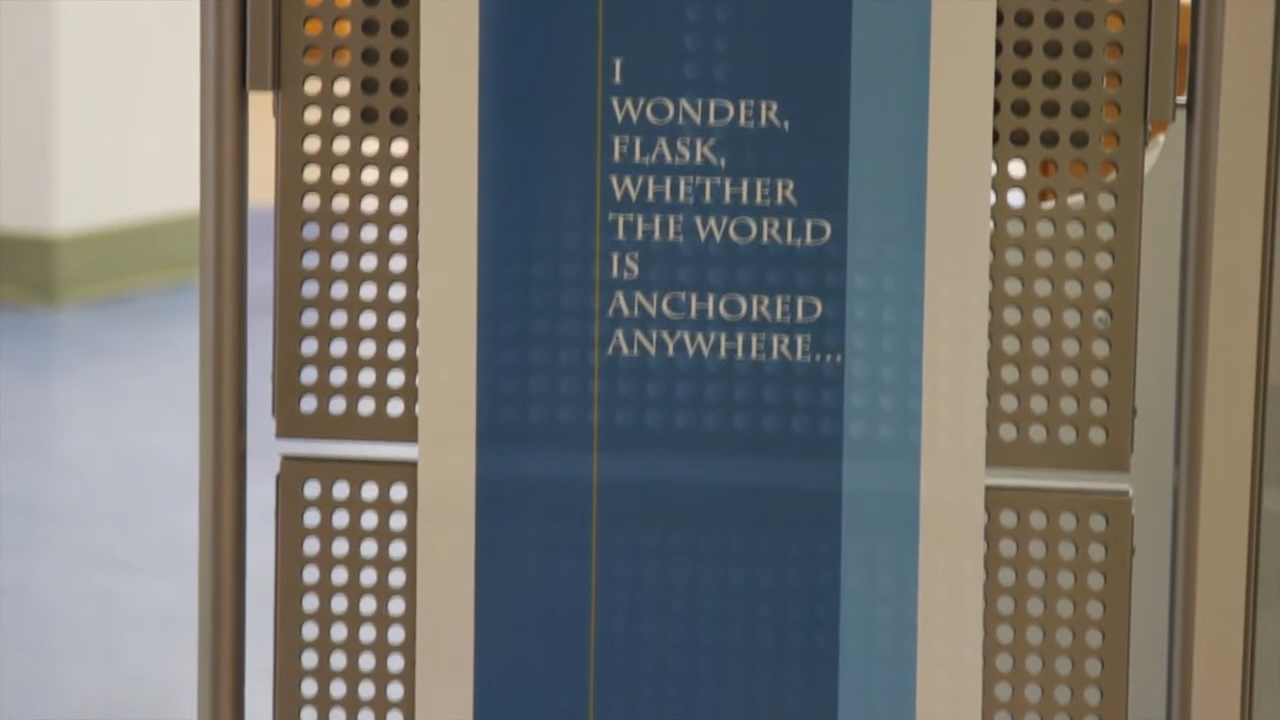 I
WONDER,
FLASK,
WHETHER
THE WORLD
IS
ANCHORED
ANYWHERE...